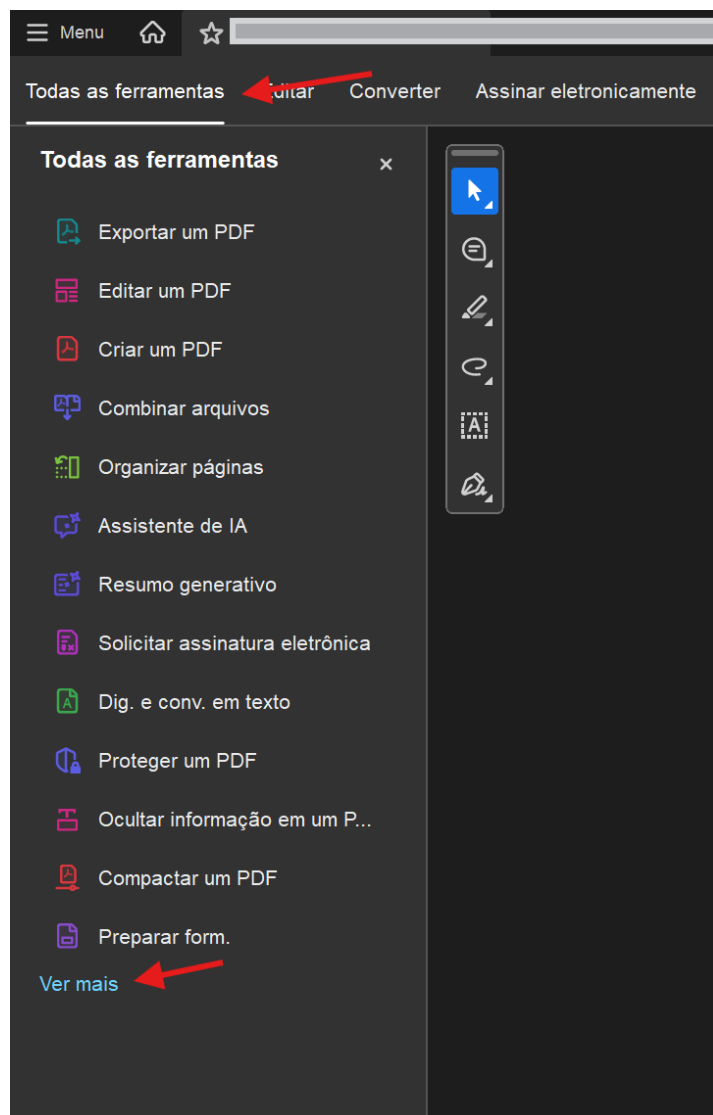 Menu
Todas as ferramentas Editar Converter Assinar eletronicamente
Todas as ferramentas
Exportar um PDF
Editar um PDF
Criar um PDF
Combinar arquivos
Organizar páginas
Assistente de IA
Resumo generativo
Solicitar assinatura eletrônica
Dig. e conv. em texto
Proteger um PDF
Ocultar informação em um P...
Compactar um PDF
Preparar form.
Ver mais